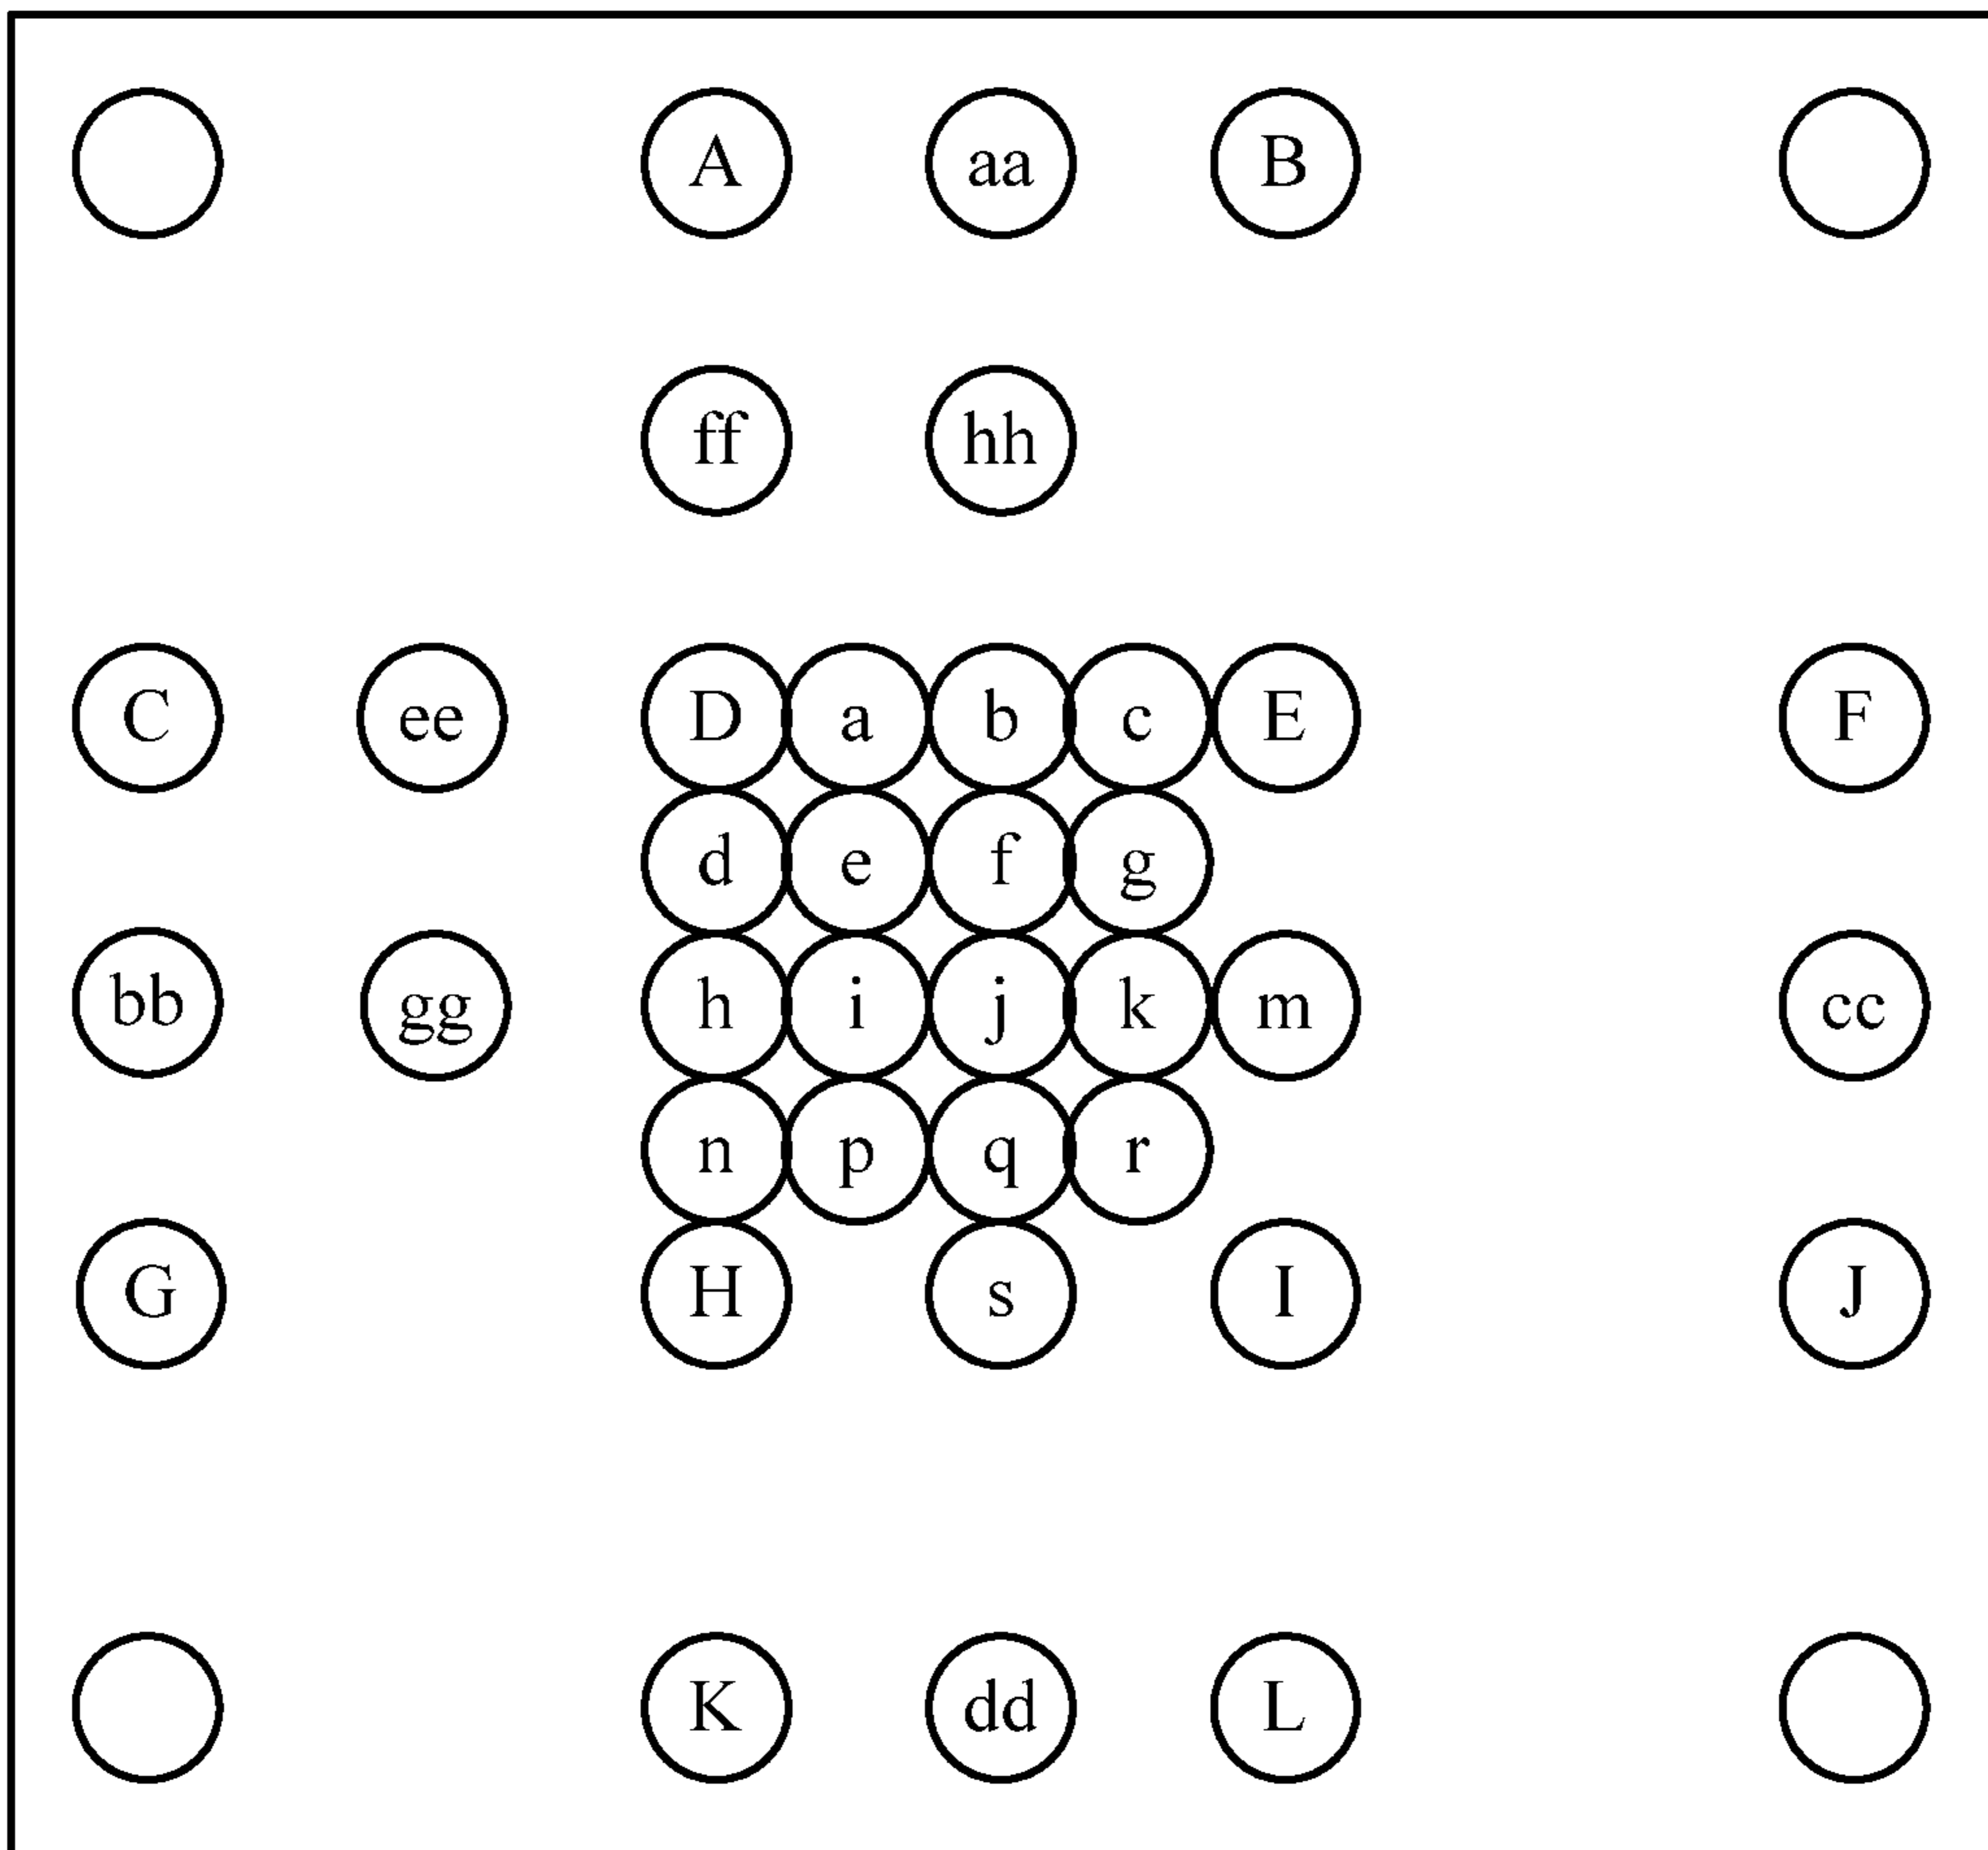 A aa B
ff hh
C ee D a b c E F
d e f g
bb gg h i j k m cc
n p q r
G H s I J
K dd L